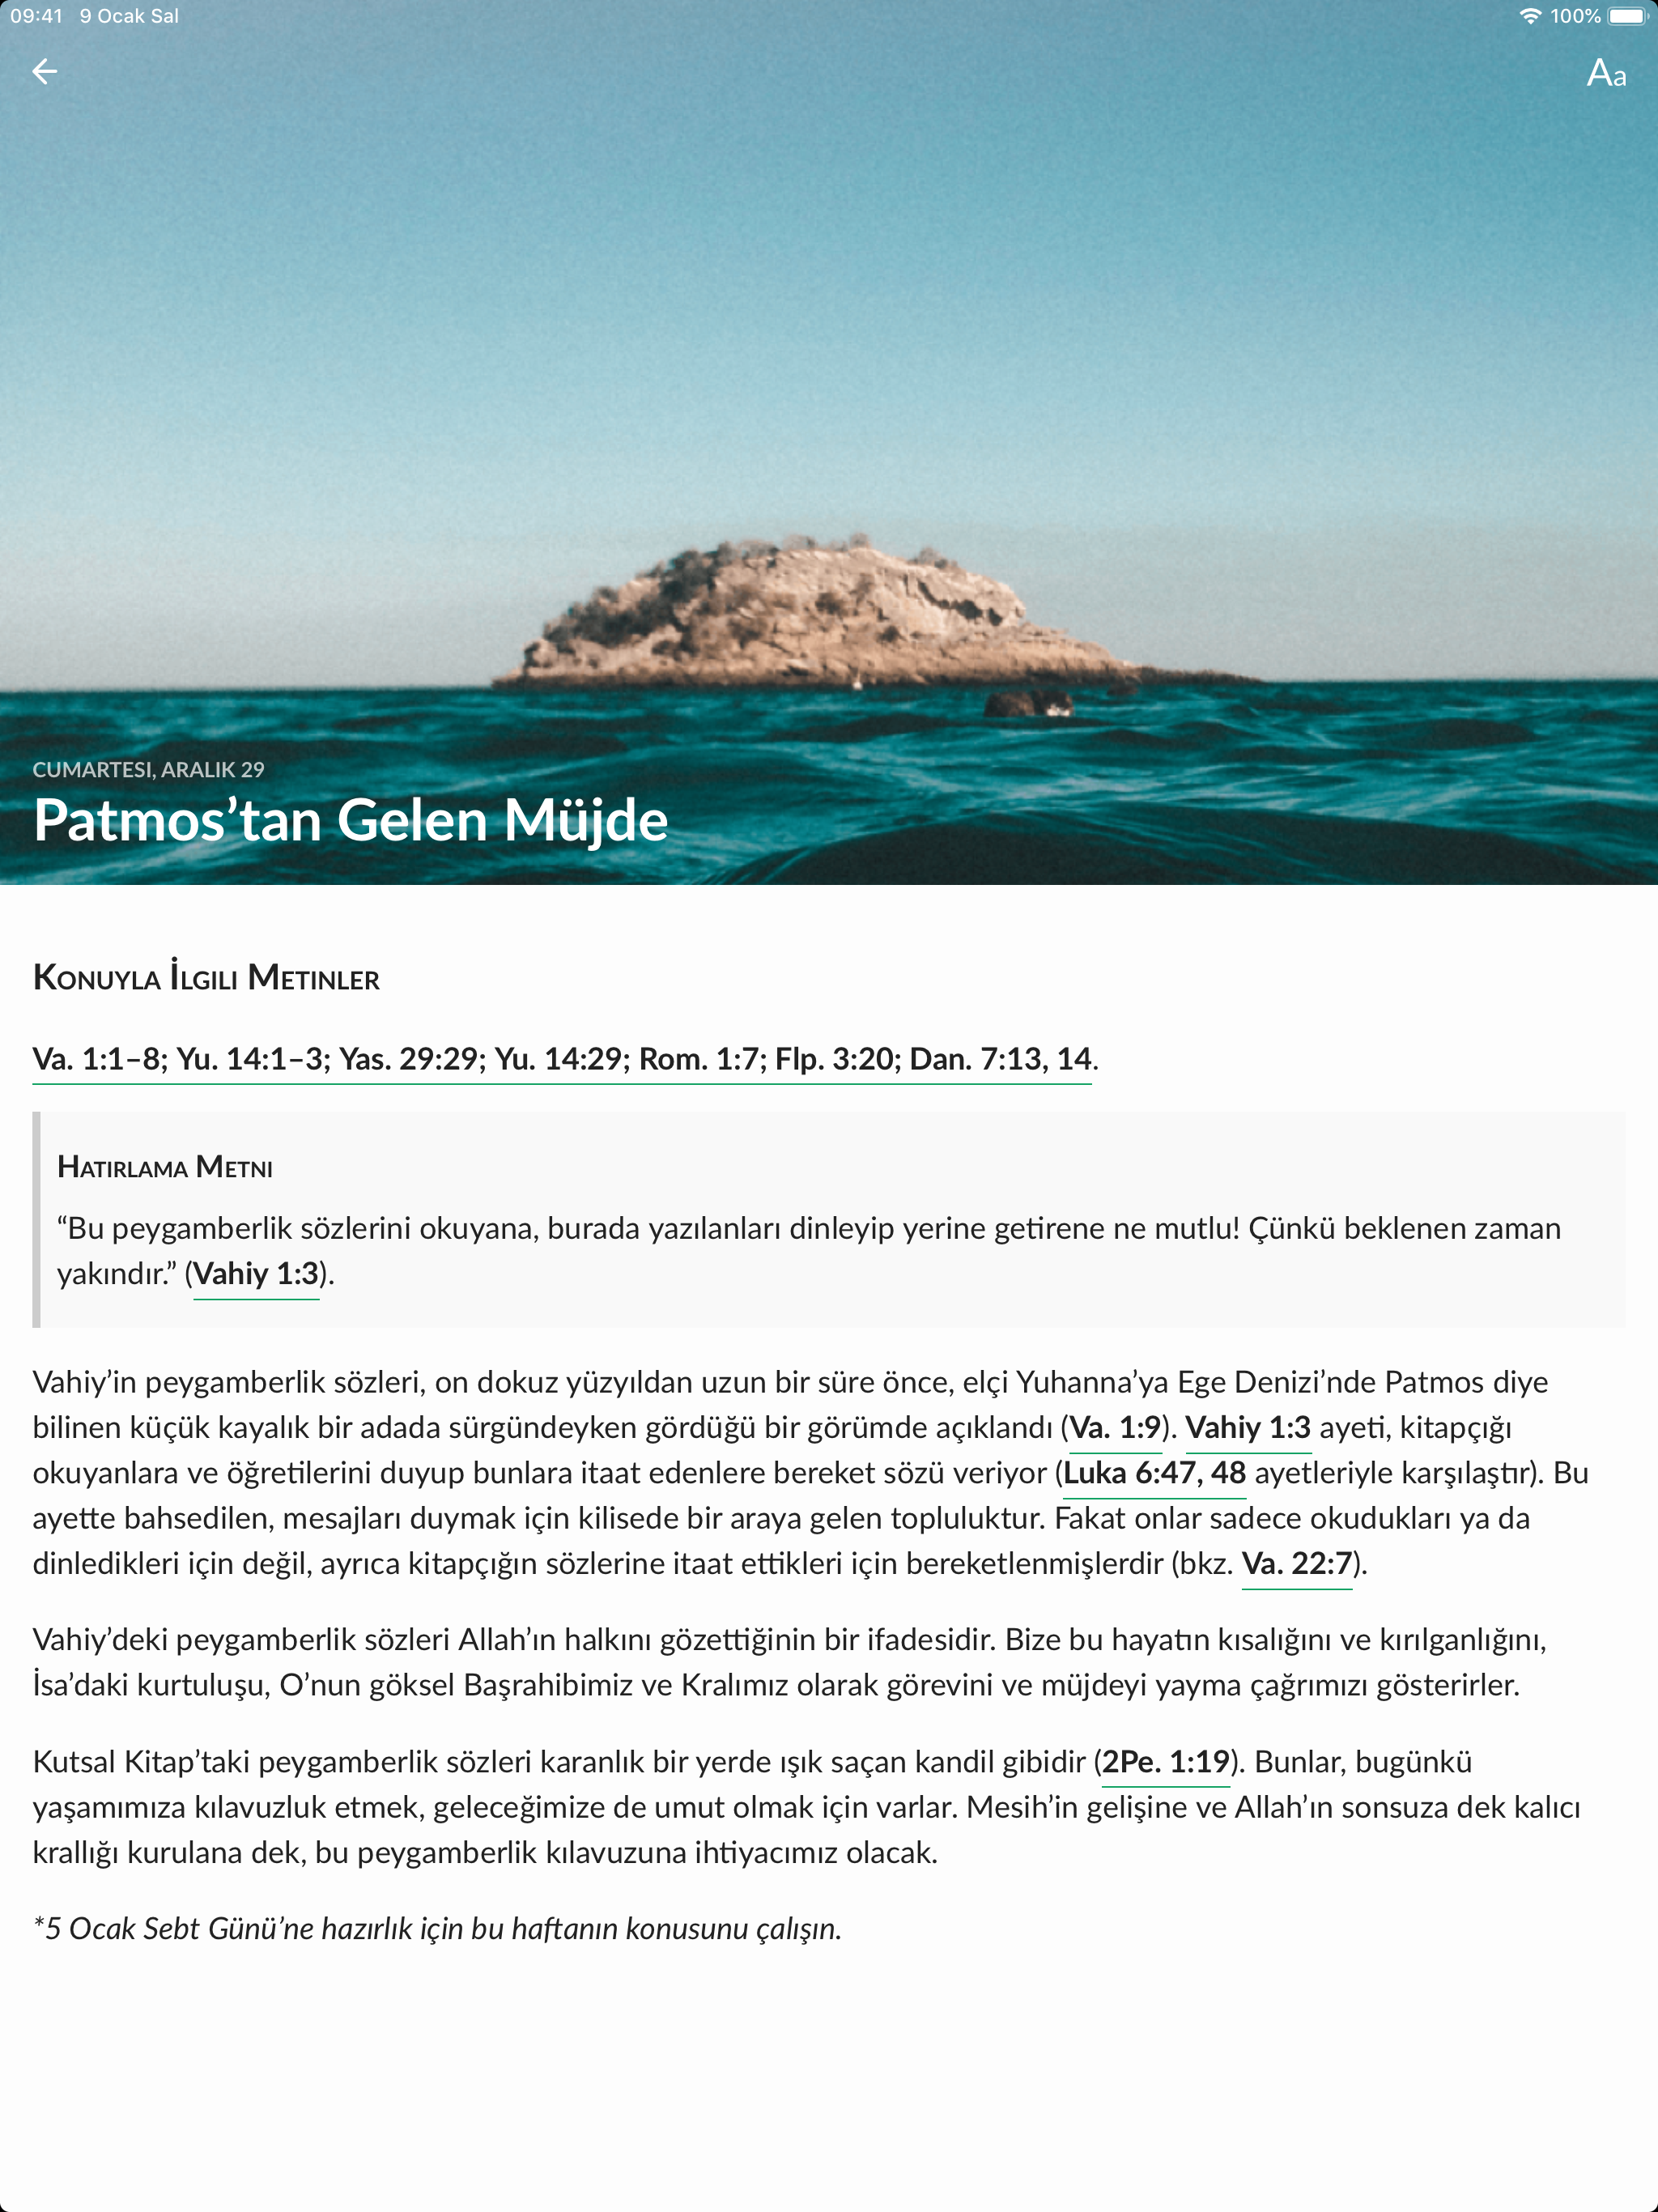 09:41 9 Ocak Sal 100%
Aa
CUMARTESI, ARALIK 29
Patmos’tan Gelen Müjde
Konuyla İlgili Metinler
Va. 1:1–8; Yu. 14:1–3; Yas. 29:29; Yu. 14:29; Rom. 1:7; Flp. 3:20; Dan. 7:13, 14.
Hatırlama Metni
“Bu peygamberlik sözlerini okuyana, burada yazılanları dinleyip yerine getirene ne mutlu! Çünkü beklenen zaman
yakındır.” (Vahiy 1:3).
Vahiy’in peygamberlik sözleri, on dokuz yüzyıldan uzun bir süre önce, elçi Yuhanna’ya Ege Denizi’nde Patmos diye
bilinen küçük kayalık bir adada sürgündeyken gördüğü bir görümde açıklandı (Va. 1:9). Vahiy 1:3 ayeti, kitapçığı
okuyanlara ve öğretilerini duyup bunlara itaat edenlere bereket sözü veriyor (Luka 6:47, 48 ayetleriyle karşılaştır). Bu
ayette bahsedilen, mesajları duymak için kilisede bir araya gelen topluluktur. Fakat onlar sadece okudukları ya da
dinledikleri için değil, ayrıca kitapçığın sözlerine itaat ettikleri için bereketlenmişlerdir (bkz. Va. 22:7).
Vahiy’deki peygamberlik sözleri Allah’ın halkını gözettiğinin bir ifadesidir. Bize bu hayatın kısalığını ve kırılganlığını,
İsa’daki kurtuluşu, O’nun göksel Başrahibimiz ve Kralımız olarak görevini ve müjdeyi yayma çağrımızı gösterirler.
Kutsal Kitap’taki peygamberlik sözleri karanlık bir yerde ışık saçan kandil gibidir (2Pe. 1:19). Bunlar, bugünkü
yaşamımıza kılavuzluk etmek, geleceğimize de umut olmak için varlar. Mesih’in gelişine ve Allah’ın sonsuza dek kalıcı
krallığı kurulana dek, bu peygamberlik kılavuzuna ihtiyacımız olacak.
*5 Ocak Sebt Günü’ne hazırlık için bu haftanın konusunu çalışın.